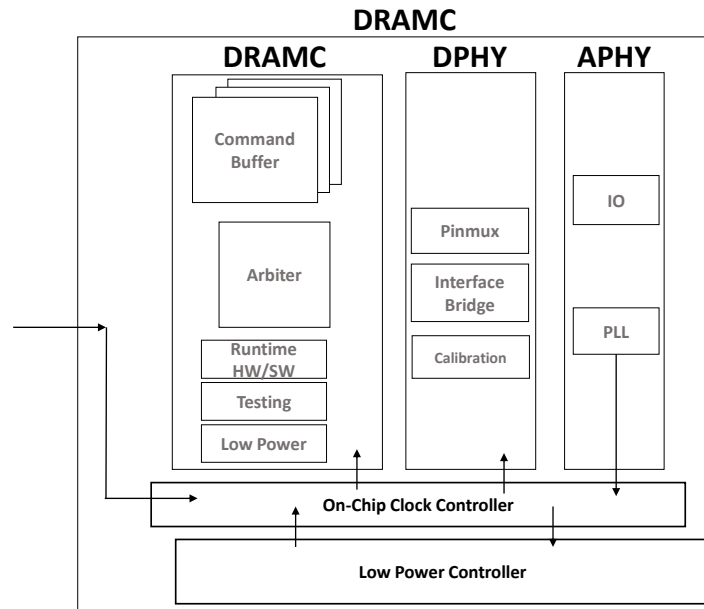 DRAMC
DRAMC
DPHY
APHY
Command
Buffer
Arbiter
Runtime
HW/SW
Testing
Low Power
Pinmux
Interface
Bridge
Calibration
IO
PLL
On-Chip Clock Controller
Low Power Controller